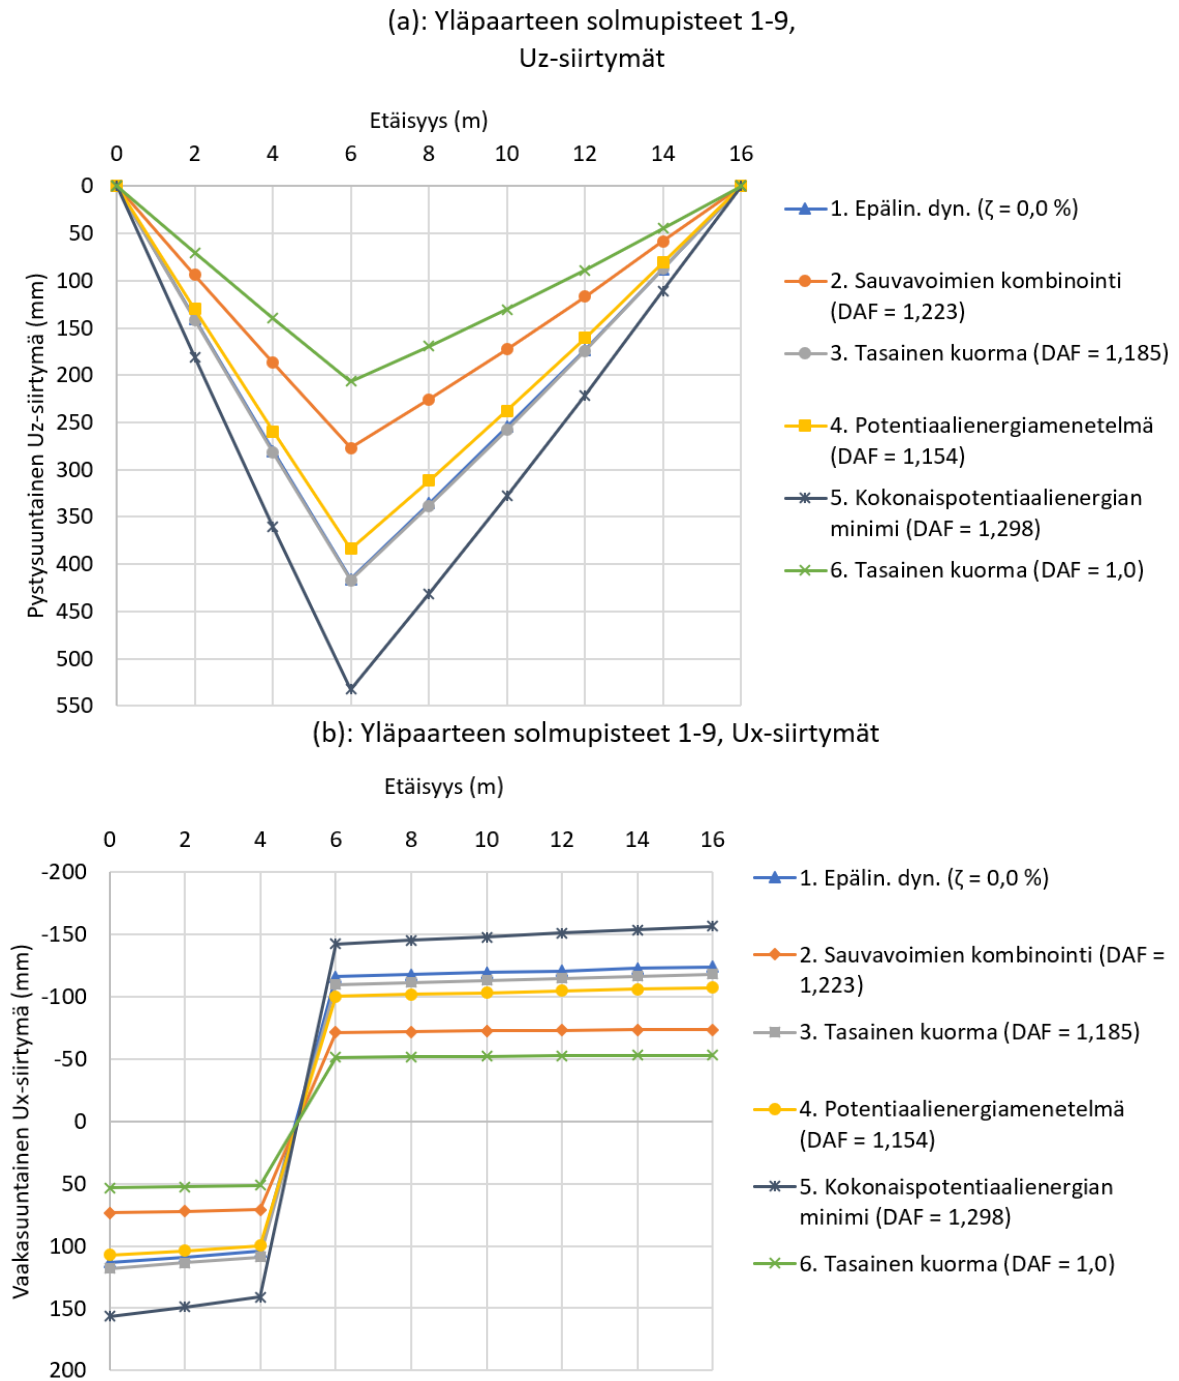 (a): Yläpaarteen solmupisteet 1-9,
Uz-siirtymät
Etäisyys (m)
0 2 4 6 8 10 12 14 16
Pystysuuntainen Uz-siirtymä (mm)
0
50
100
150
200
250
300
350
400
450
500
550
1. Epälin. dyn. (ζ = 0,0 %)
2. Sauvavoimien kombinointi
(DAF = 1,223)
3. Tasainen kuorma (DAF = 1,185)
4. Potentiaalienergiamenetelmä
(DAF = 1,154)
5. Kokonaispotentiaalienergian
minimi (DAF = 1,298)
6. Tasainen kuorma (DAF = 1,0)
(b): Yläpaarteen solmupisteet 1-9, Ux-siirtymät
Etäisyys (m)
0 2 4 6 8 10 12 14 16
Vaakasuuntainen Ux-siirtymä (mm)
-200
-150
-100
-50
0
50
100
150
200
1. Epälin. dyn. (ζ = 0,0 %)
2. Sauvavoimien kombinointi (DAF =
1,223)
3. Tasainen kuorma (DAF = 1,185)
4. Potentiaalienergiamenetelmä
(DAF = 1,154)
5. Kokonaispotentiaalienergian
minimi (DAF = 1,298)
6. Tasainen kuorma (DAF = 1,0)